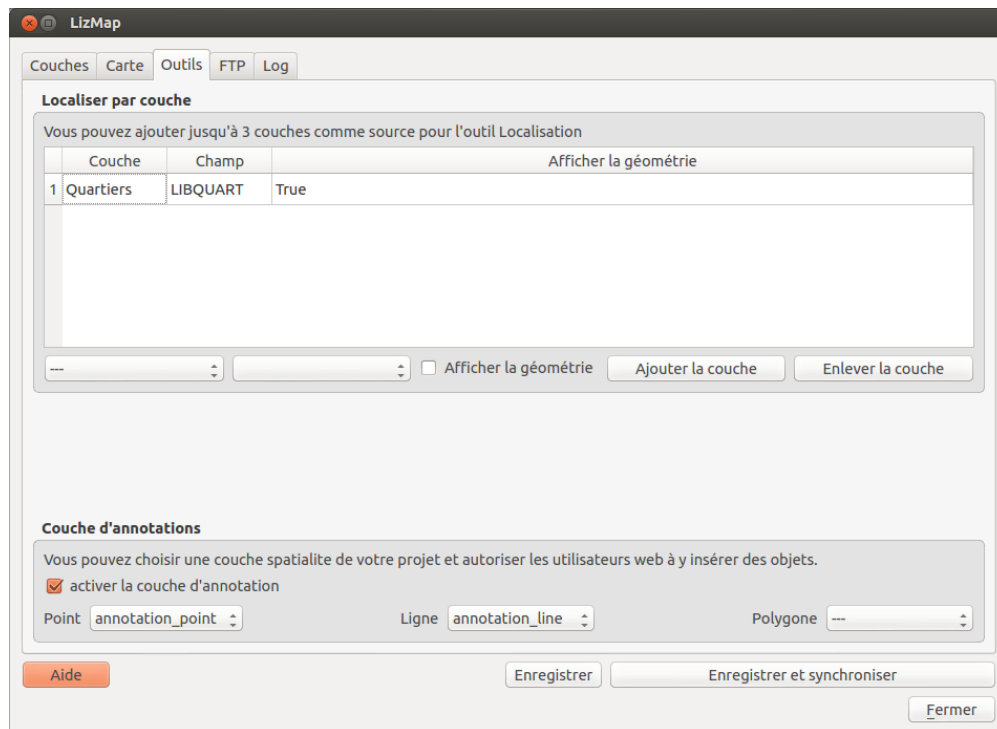 LizMap
Couches Carte Outils FTP Log
Localiser par couche
Vous pouvez ajouter jusqu'à 3 couches comme source pour l'outil Localisation
Couche Champ Afficher la géométrie
1 Quartiers LIBQUART True
--- Afficher la géométrie Ajouter la couche Enlever la couche
Couche d'annotations
Vous pouvez choisir une couche spatialite de votre projet et autoriser les utilisateurs web à y insérer des objets.
activer la couche d'annotation
Point annotation_point Ligne annotation_line Polygone ---
Aide Enregistrer Enregistrer et synchroniser
Fermer